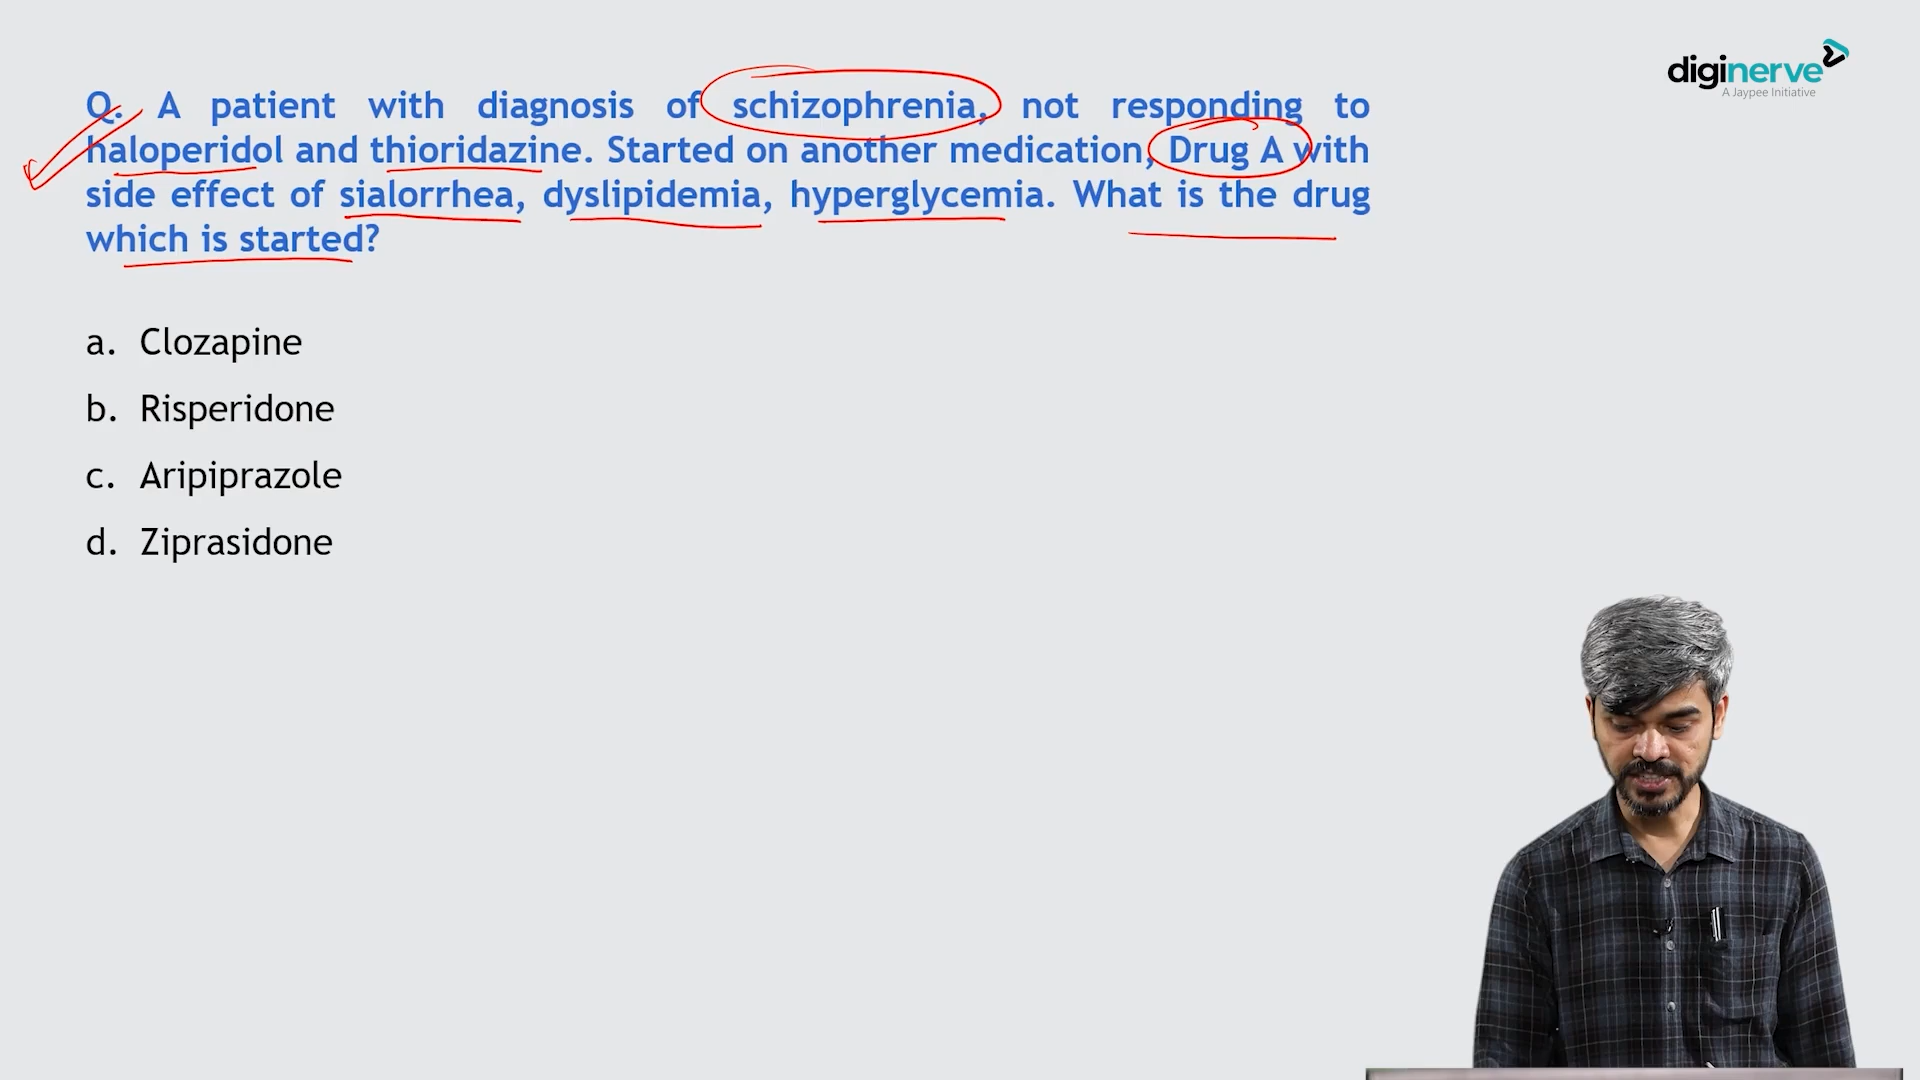 diginerve
A Jaypee Initiative
Q. A patient with diagnosis of schizophrenia, not responding to
haloperidol and thioridazine. Started on another medication, Drug A with
side effect of sialorrhea, dyslipidemia, hyperglycemia. What is the drug
which is started?
a. Clozapine
b. Risperidone
c. Aripiprazole
d. Ziprasidone